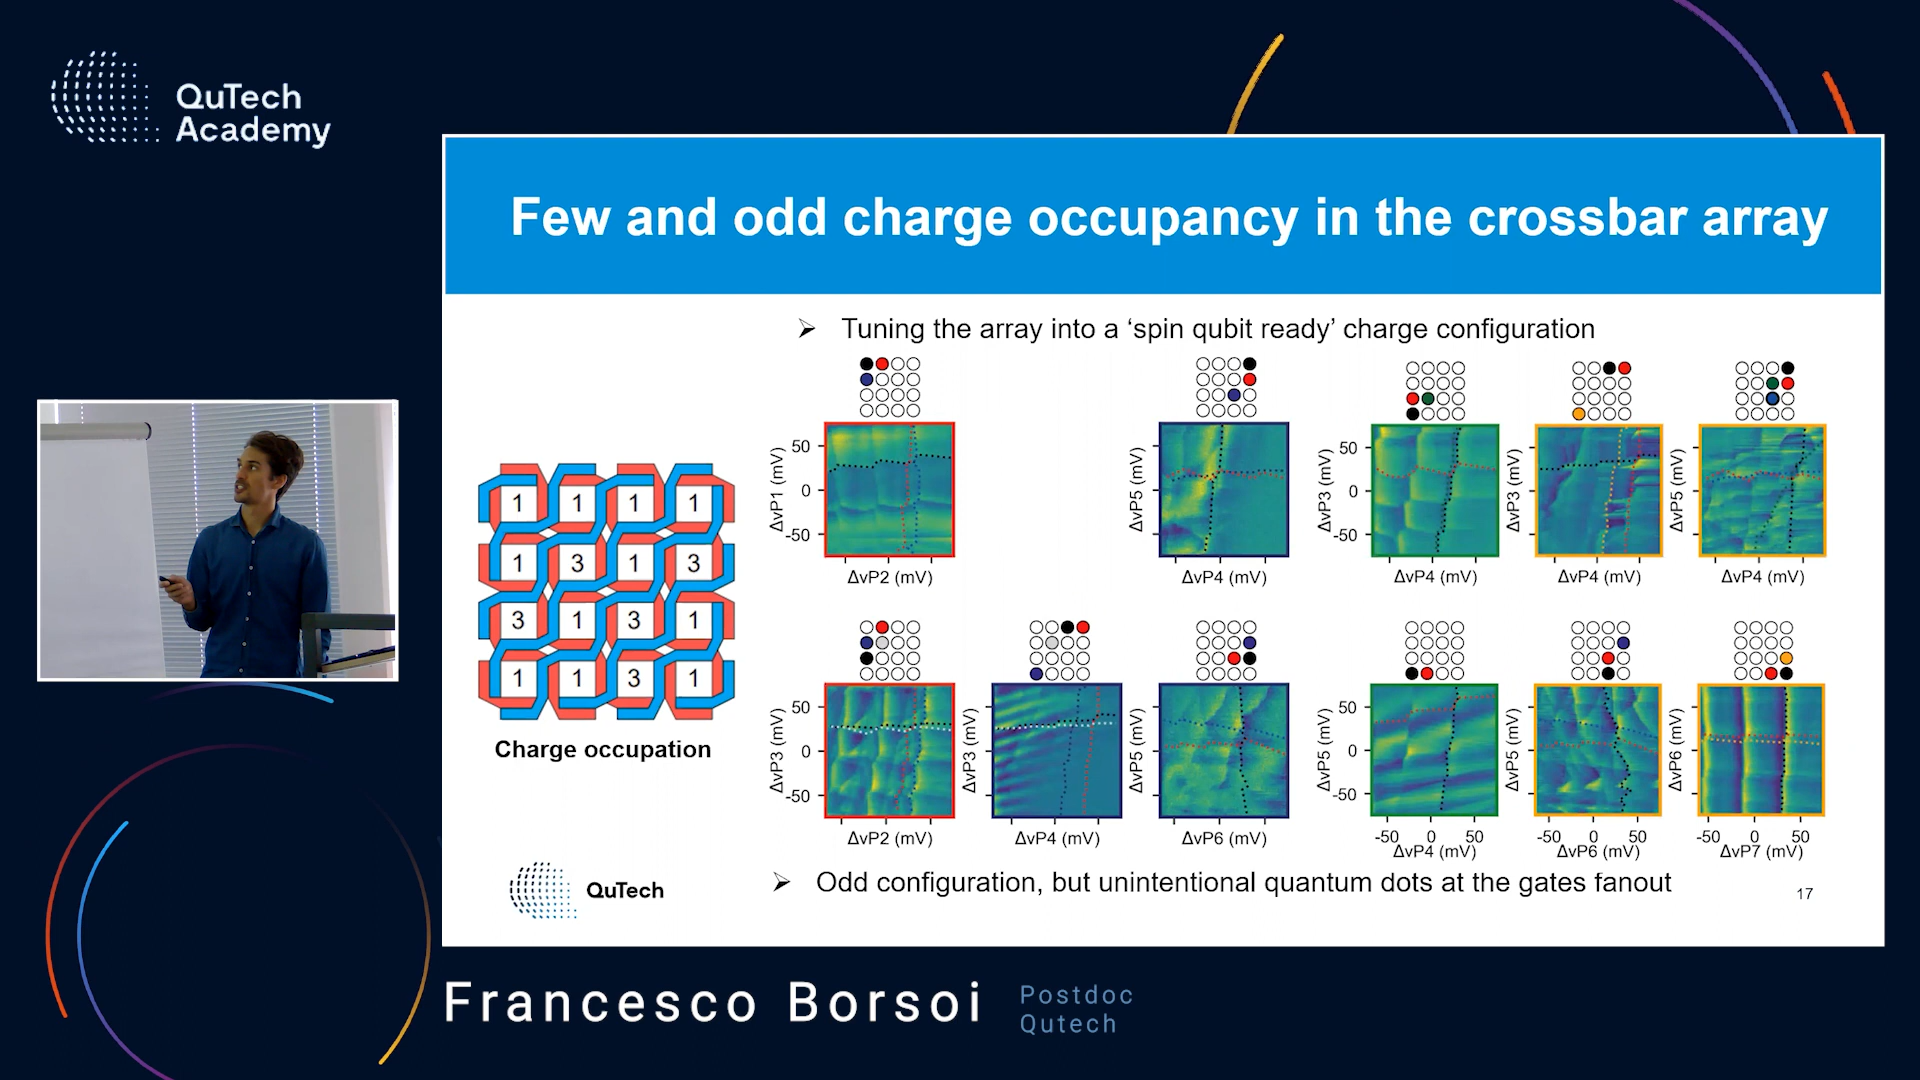 QuTech
Academy
Few and odd charge occupancy in the crossbar array
➢ Tuning the array into a ‘spin qubit ready’ charge configuration
1 1 1 1
1 3 1 3
3 1 3 1
1 1 3 1
Charge occupation
50
0
-50
ΔvP1 (mV)
ΔvP2 (mV)
ΔvP5 (mV)
ΔvP4 (mV)
50
0
-50
ΔvP3 (mV)
ΔvP4 (mV)
ΔvP3 (mV)
ΔvP4 (mV)
ΔvP5 (mV)
ΔvP4 (mV)
50
0
-50
ΔvP3 (mV)
ΔvP2 (mV)
ΔvP3 (mV)
ΔvP4 (mV)
ΔvP5 (mV)
ΔvP6 (mV)
50
0
-50
ΔvP5 (mV)
-50 0 50
ΔvP4 (mV)
ΔvP5 (mV)
-50 0 50
ΔvP6 (mV)
ΔvP6 (mV)
-50 0 50
ΔvP7 (mV)
➢ Odd configuration, but unintentional quantum dots at the gates fanout
QuTech
17
Francesco Borsoi
Postdoc
Qutech